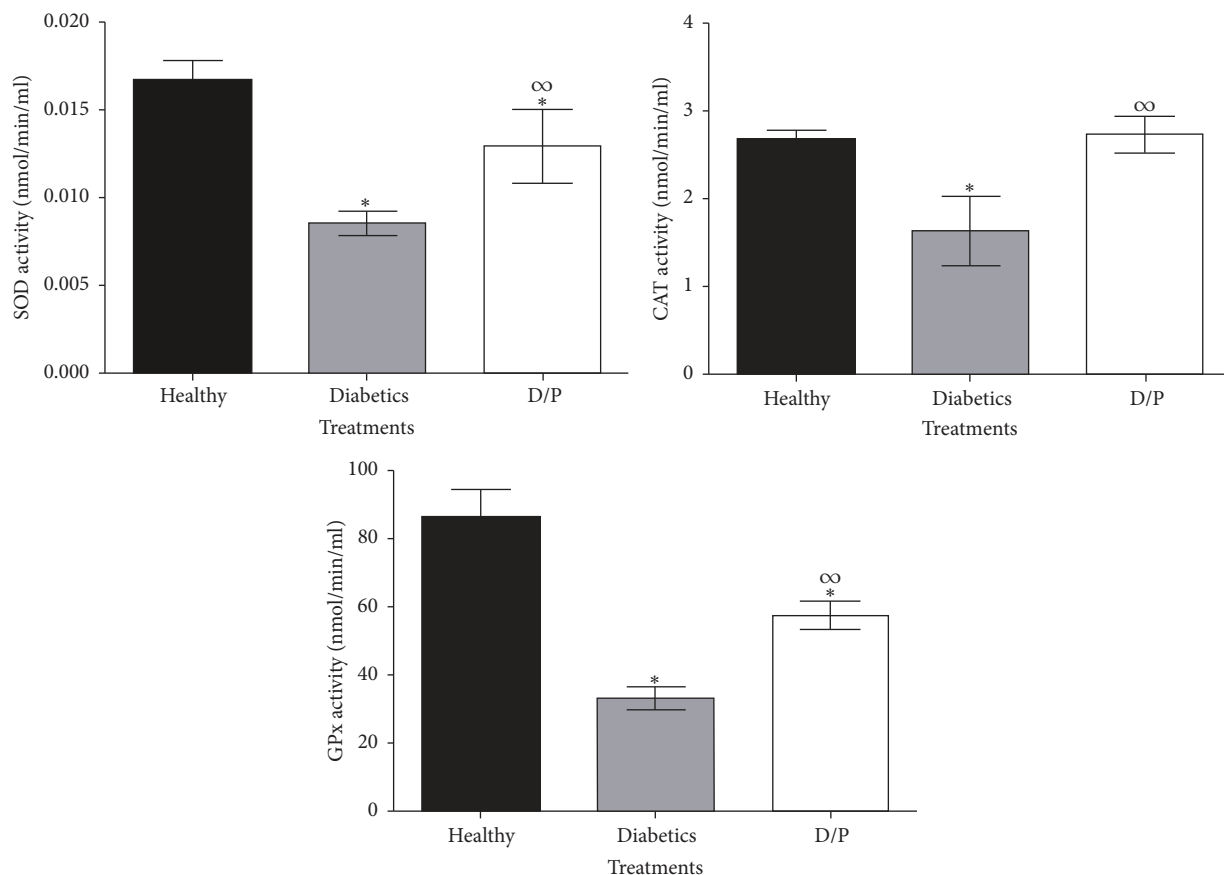 SOD activity (nmol/min/ml)
0.020
0.015
0.010
0.005
0.000
*
∞
*
Healthy
Diabetics
D/P
Treatments
CAT activity (nmol/min/ml)
4
3
2
1
0
*
∞
Healthy
Diabetics
D/P
Treatments
GPx activity (nmol/min/ml)
100
80
60
40
20
0
*
∞
*
Healthy
Diabetics
D/P
Treatments